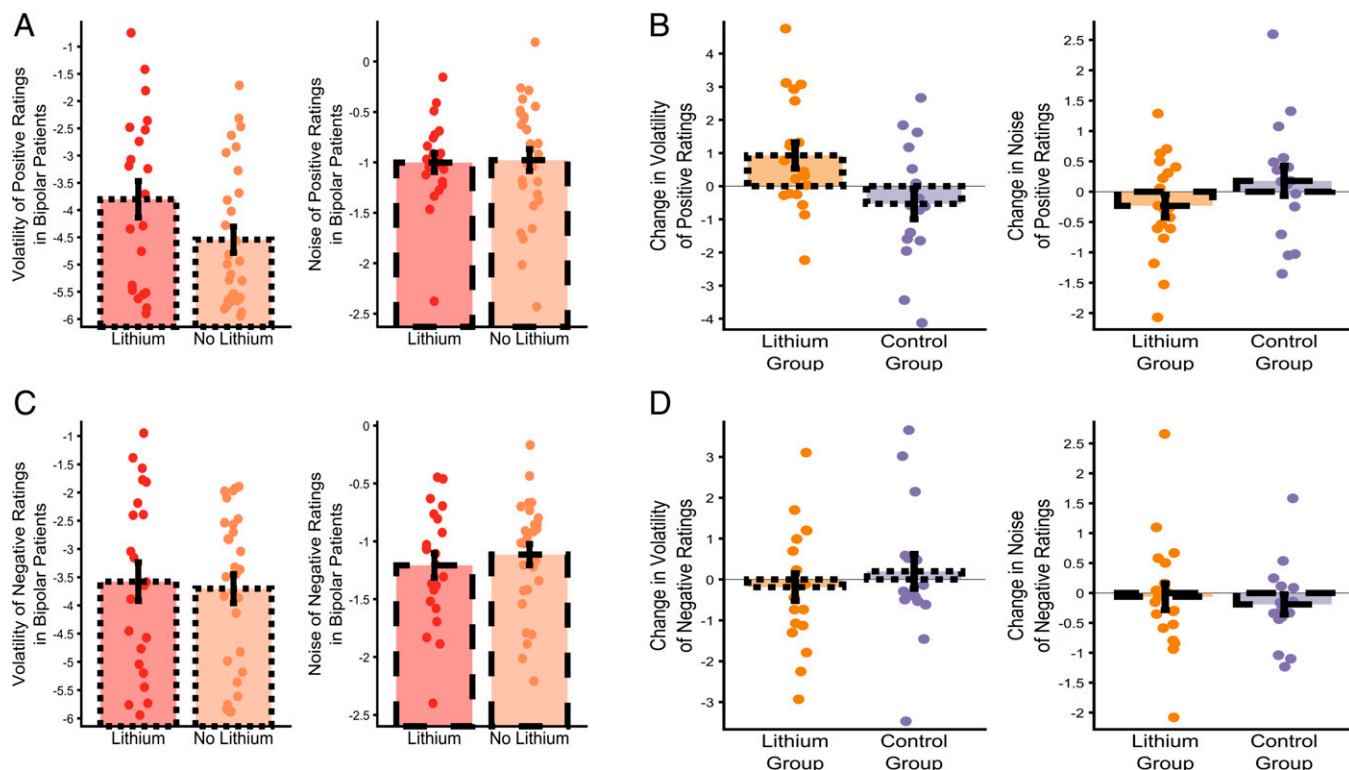 A
Volatility of Positive Ratings
in Bipolar Patients
-1
-1.5
-2
-2.5
-3
-3.5
-4
-4.5
-5
-5.5
-6
Lithium No Lithium
Noise of Positive Ratings
in Bipolar Patients
0
-0.5
-1
-1.5
-2
-2.5
Lithium No Lithium
B
Change in Volatility
of Positive Ratings
4
3
2
1
0
-1
-2
-3
-4
Lithium Group
Control Group
Change in Noise
of Positive Ratings
2.5
2
1.5
1
0.5
0
-0.5
-1
-1.5
-2
Lithium Group
Control Group
C
Volatility of Negative Ratings
in Bipolar Patients
-1
-1.5
-2
-2.5
-3
-3.5
-4
-4.5
-5
-5.5
-6
Lithium No Lithium
Noise of Negative Ratings
in Bipolar Patients
0
-0.5
-1
-1.5
-2
-2.5
Lithium No Lithium
D
Change in Volatility
of Negative Ratings
3
2
1
0
-1
-2
-3
Lithium Group
Control Group
Change in Noise
of Negative Ratings
2.5
2
1.5
1
0.5
0
-0.5
-1
-1.5
-2
Lithium Group
Control Group